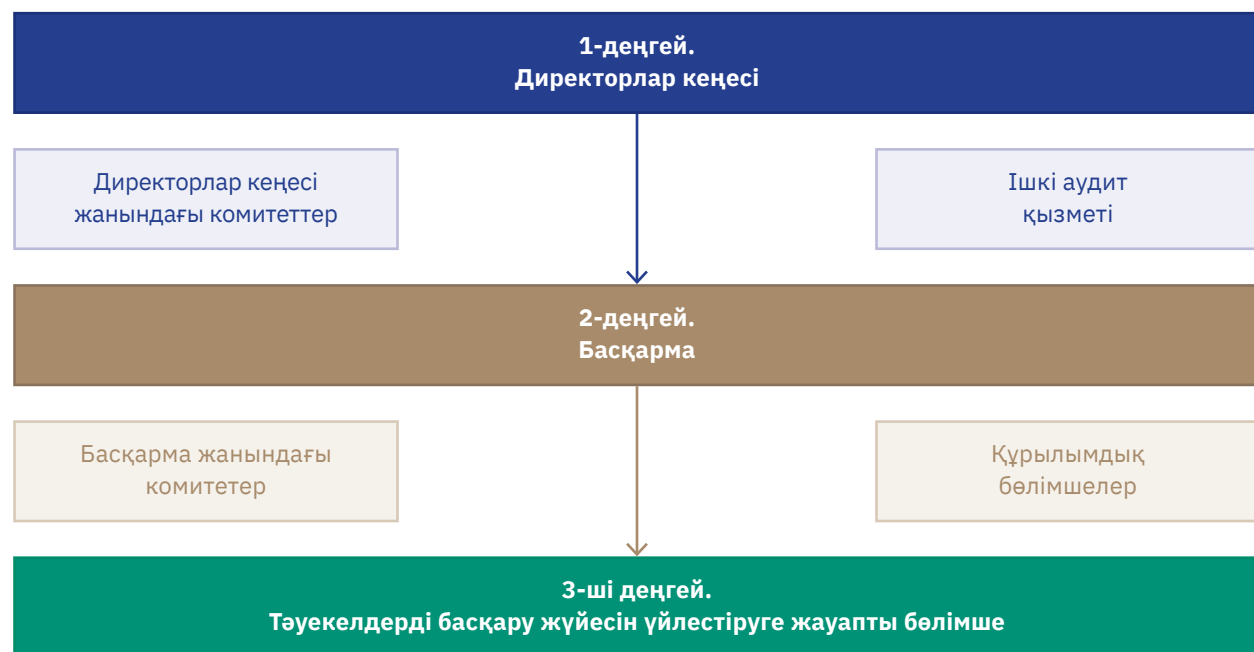 1-деңгей.
Директорлар кеңесі
Директорлар кеңесі
жанындағы комитеттер
Ішкі аудит
қызметі
2-деңгей.
Басқарма
Басқарма жанындағы
комитетер
Құрылымдық
бөлімшелер
3-ші деңгей.
Тәуекелдерді басқару жүйесін үйлестіруге жауапты бөлімше